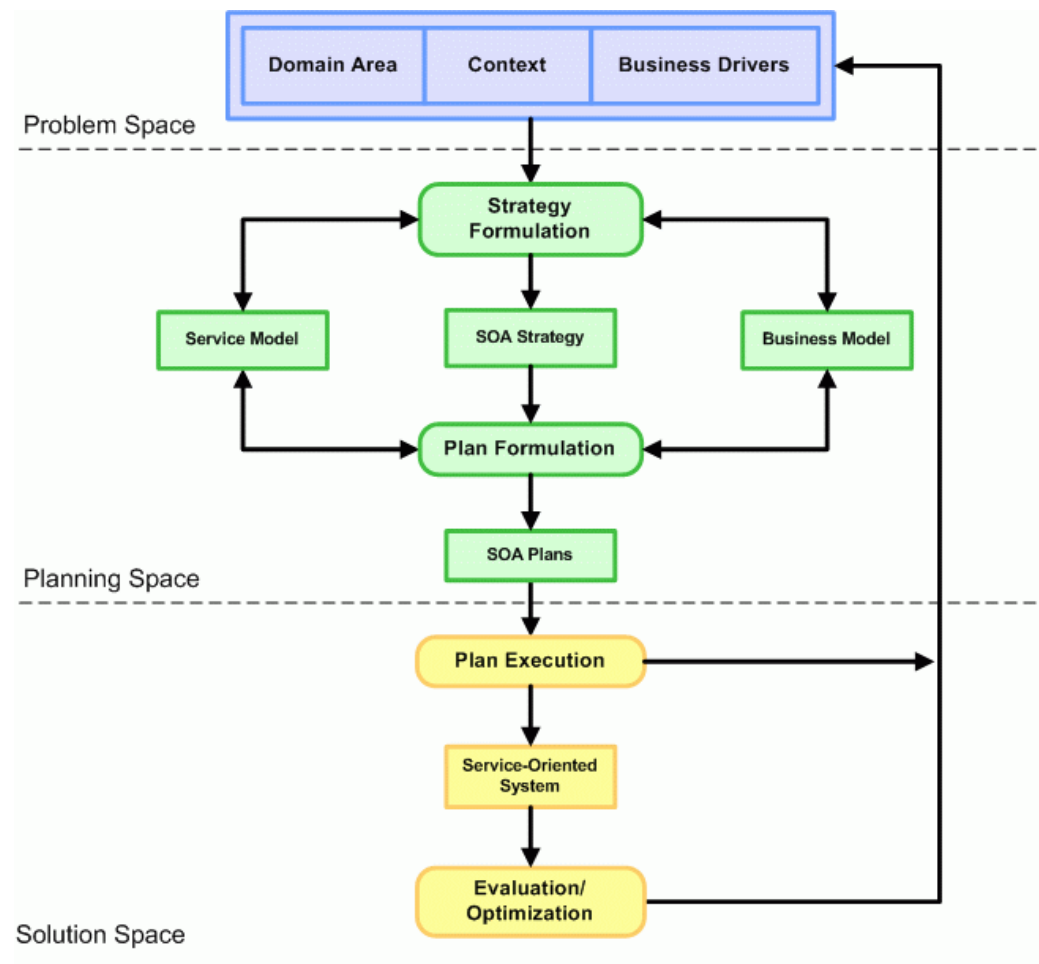 Domain Area
Context
Business Drivers
Problem Space
Strategy
Formulation
Service Model
SOA Strategy
Business Model
Plan Formulation
SOA Plans
Planning Space
Plan Execution
Service-Oriented
System
Evaluation/
Optimization
Solution Space